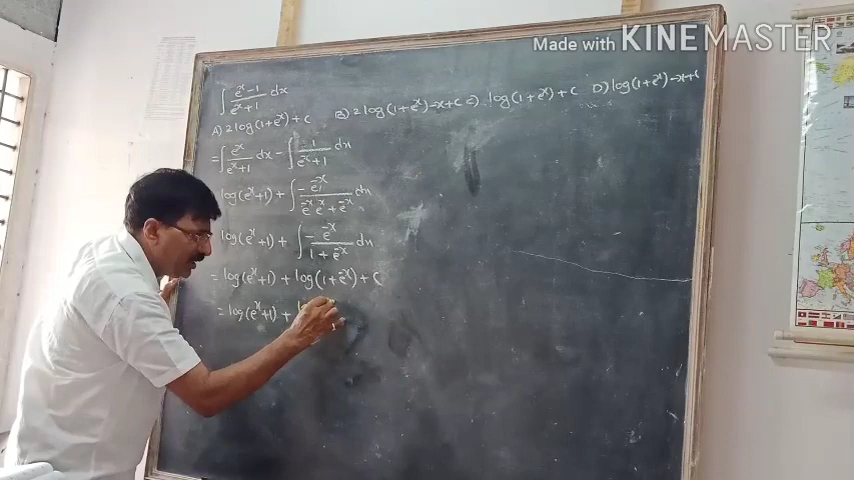 Made with KINEMASTER
∫ (eˣ-1)/(eˣ+1) dx
A) 2log(1+eˣ)+C B) 2log(1+eˣ)-x+C C) log(1+eˣ)+C D) log(1+eˣ)-x+C
= ∫ eˣ/(eˣ+1) dx - ∫ 1/(eˣ+1) dx
log(eˣ+1) + ∫ -e⁻ˣ/(e⁻ˣ eˣ + e⁻ˣ) dx
log(eˣ+1) + ∫ -e⁻ˣ/(1+e⁻ˣ) dx
= log(eˣ+1) + log(1+e⁻ˣ) + C
= log(eˣ+1) +